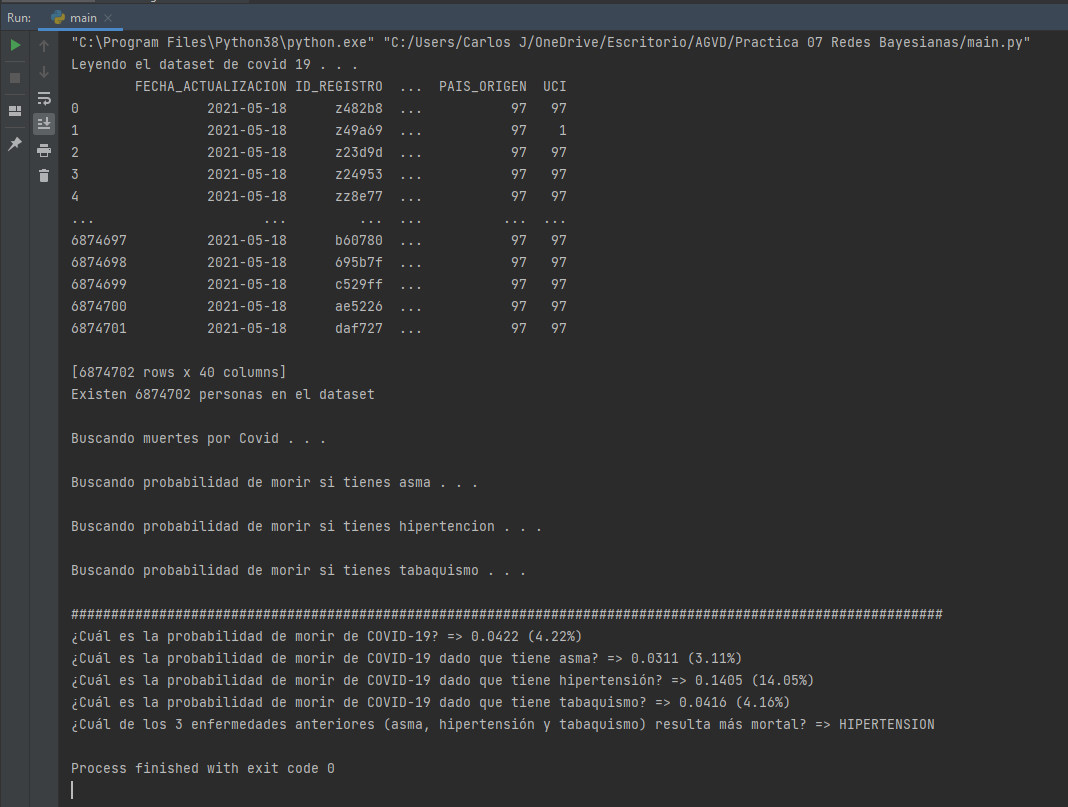 Run: main
"C:\Program Files\Python38\python.exe" "C:/Users/Carlos J/OneDrive/Escritorio/AGVD/Practica 07 Redes Bayesianas/main.py"
Leyendo el dataset de covid 19 . . .
FECHA_ACTUALIZACION ID_REGISTRO ... PAIS_ORIGEN UCI
0 2021-05-18 z482b8 ... 97 97
1 2021-05-18 z49a69 ... 97 1
2 2021-05-18 z23d9d ... 97 97
3 2021-05-18 z24953 ... 97 97
4 2021-05-18 zz8e77 ... 97 97
... ... ... ... ... ...
6874697 2021-05-18 b60780 ... 97 97
6874698 2021-05-18 695b7f ... 97 97
6874699 2021-05-18 c529ff ... 97 97
6874700 2021-05-18 ae5226 ... 97 97
6874701 2021-05-18 daf727 ... 97 97
[6874702 rows x 40 columns]
Existen 6874702 personas en el dataset
Buscando muertes por Covid . . .
Buscando probabilidad de morir si tienes asma . . .
Buscando probabilidad de morir si tienes hipertencion . . .
Buscando probabilidad de morir si tienes tabaquismo . . .
#############################################################################################################
¿Cuál es la probabilidad de morir de COVID-19? => 0.0422 (4.22%)
¿Cuál es la probabilidad de morir de COVID-19 dado que tiene asma? => 0.0311 (3.11%)
¿Cuál es la probabilidad de morir de COVID-19 dado que tiene hipertensión? => 0.1405 (14.05%)
¿Cuál es la probabilidad de morir de COVID-19 dado que tiene tabaquismo? => 0.0416 (4.16%)
¿Cuál de los 3 enfermedades anteriores (asma, hipertensión y tabaquismo) resulta más mortal? => HIPERTENSION
Process finished with exit code 0